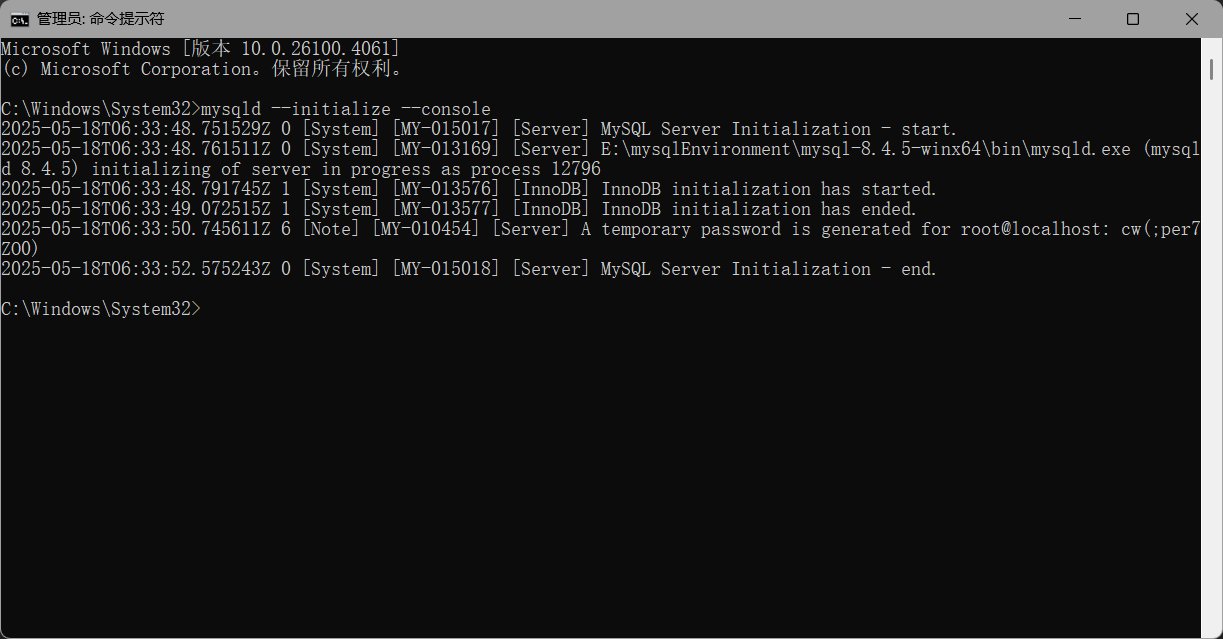 管理员: 命令提示符
Microsoft Windows [版本 10.0.26100.4061]
(c) Microsoft Corporation。保留所有权利。
C:\Windows\System32>mysqld --initialize --console
2025-05-18T06:33:48.751529Z 0 [System] [MY-015017] [Server] MySQL Server Initialization - start.
2025-05-18T06:33:48.761511Z 0 [System] [MY-013169] [Server] E:\mysqlEnvironment\mysql-8.4.5-winx64\bin\mysqld.exe (mysql
d 8.4.5) initializing of server in progress as process 12796
2025-05-18T06:33:48.791745Z 1 [System] [MY-013576] [InnoDB] InnoDB initialization has started.
2025-05-18T06:33:49.072515Z 1 [System] [MY-013577] [InnoDB] InnoDB initialization has ended.
2025-05-18T06:33:50.745611Z 6 [Note] [MY-010454] [Server] A temporary password is generated for root@localhost: cw(;per7
ZOO)
2025-05-18T06:33:52.575243Z 0 [System] [MY-015018] [Server] MySQL Server Initialization - end.
C:\Windows\System32>